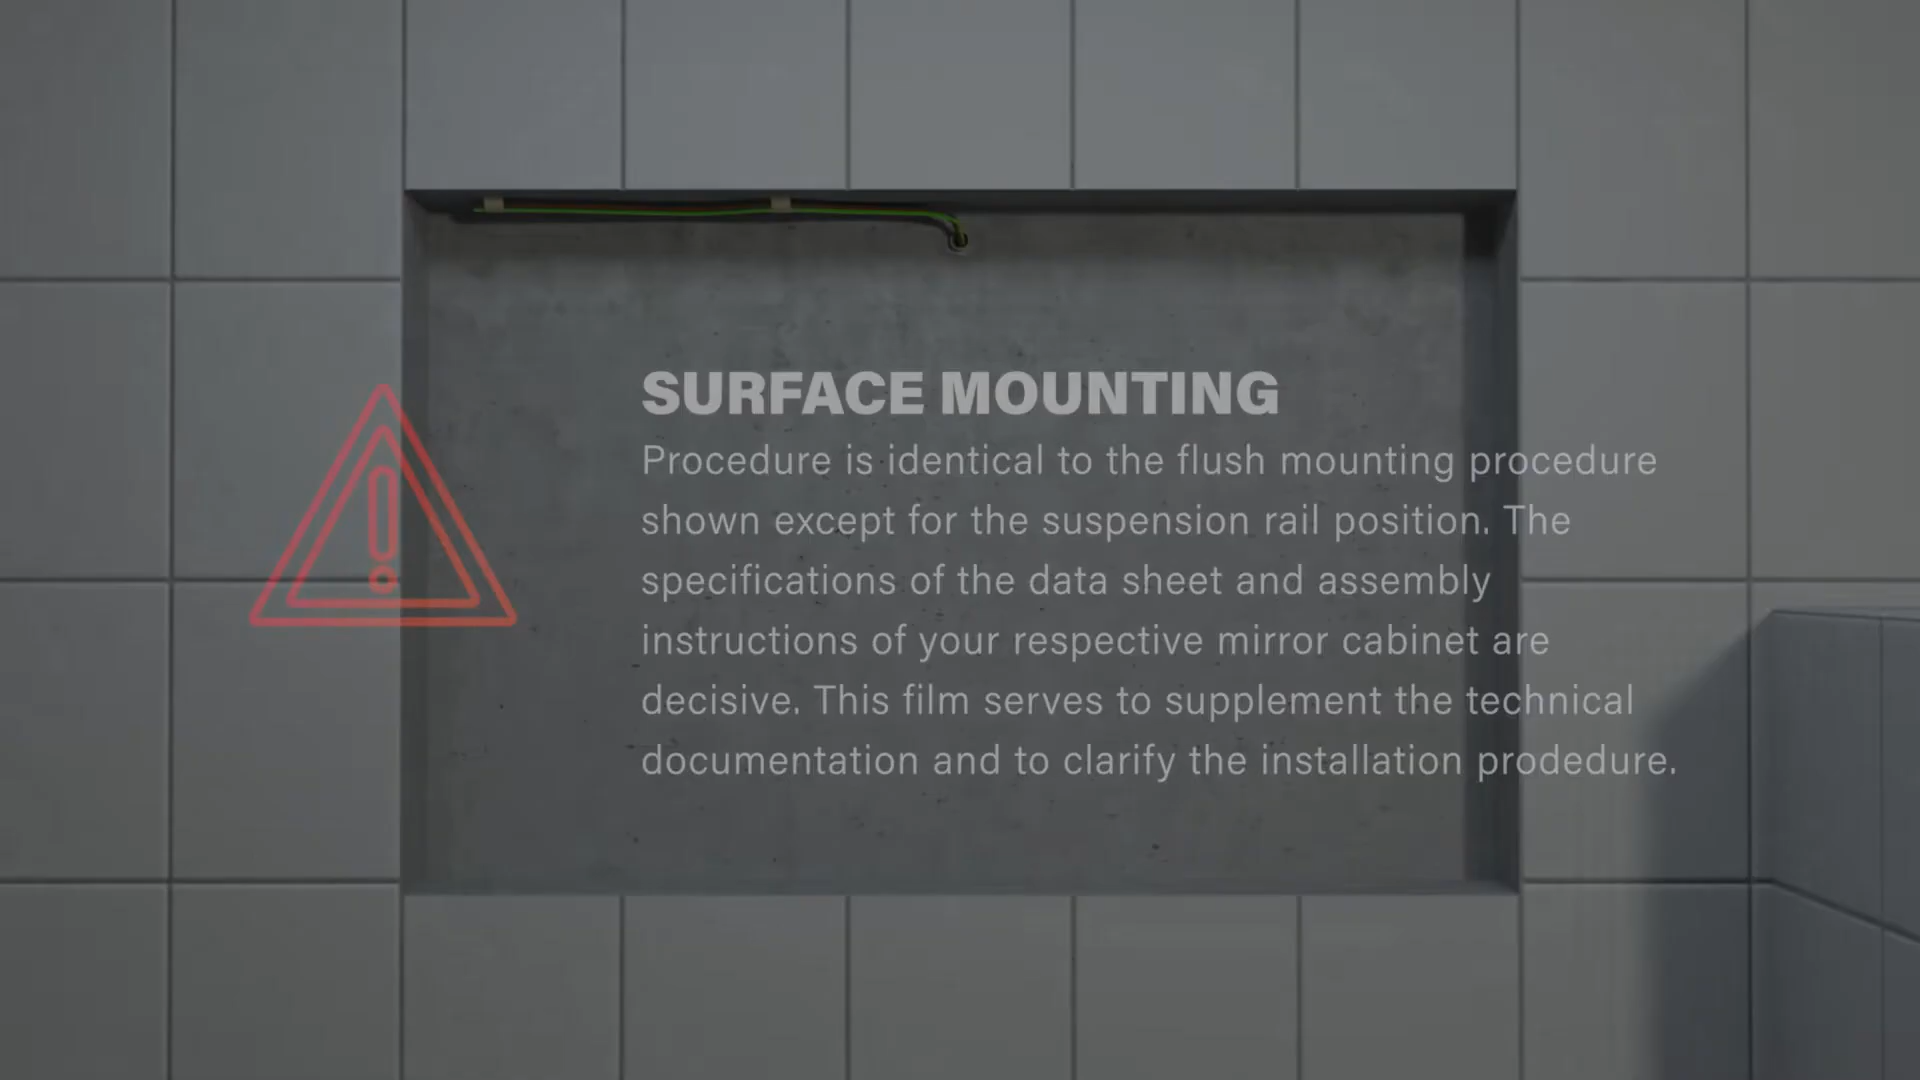 SURFACE MOUNTING
Procedure is identical to the flush mounting procedure
shown except for the suspension rail position. The
specifications of the data sheet and assembly
instructions of your respective mirror cabinet are
decisive. This film serves to supplement the technical
documentation and to clarify the installation prodedure.